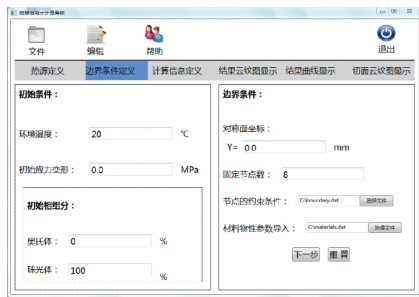 文件 编辑 帮助 退出
热源定义 边界条件定义 计算信息定义 结果云纹图显示 结果曲线显示 切面云纹图显示
初始条件：
环境温度： 20 ℃
初始应力变形： 0.0 MPa
初始相组分：
奥氏体： 0 %
珠光体： 100 %
边界条件：
对称面坐标：
Y= 0.0 mm
固定节点数： 8
节点的约束条件： C:\boundary.dat 选择文件
材料物性参数导入： C:\materials.dat 选择文件
下一步 重置